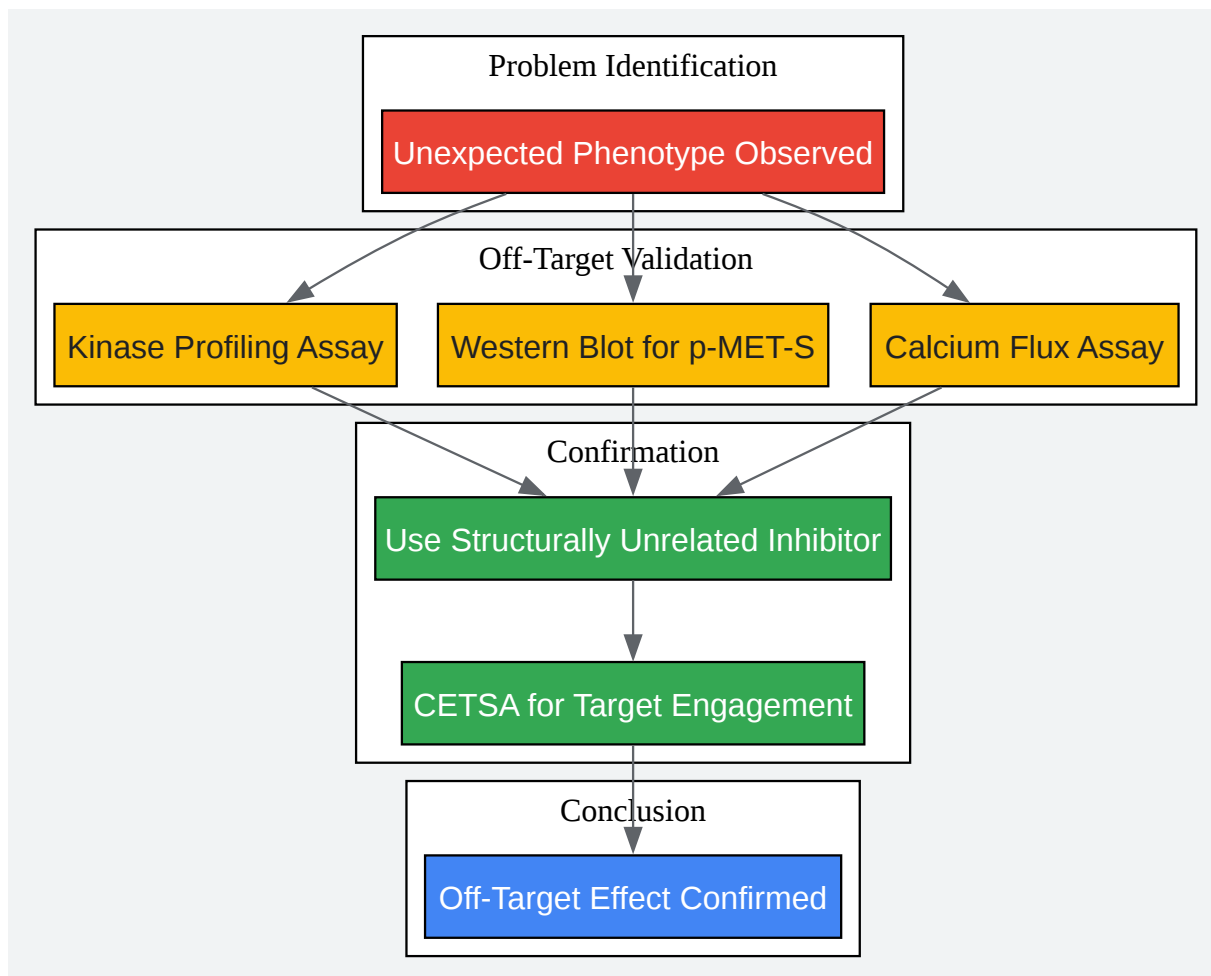 Problem Identification
Unexpected Phenotype Observed
Off-Target Validation
Kinase Profiling Assay
Western Blot for p-MET-S
Calcium Flux Assay
Confirmation
Use Structurally Unrelated Inhibitor
CETSA for Target Engagement
Conclusion
Off-Target Effect Confirmed